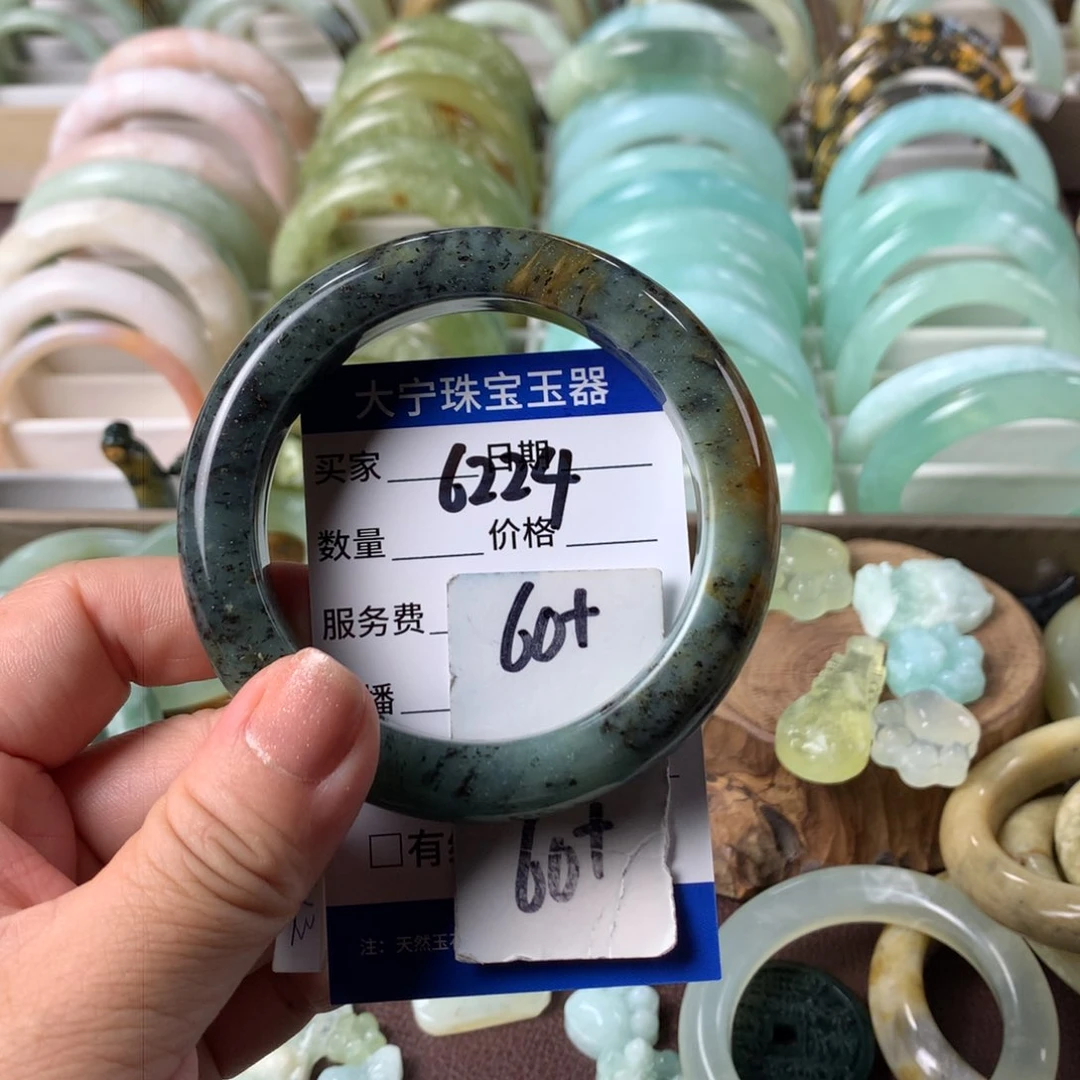 大宁珠宝玉器
买家 日期
6224
数量 价格
服务费
60+
播
□有
60+
注：天然玉